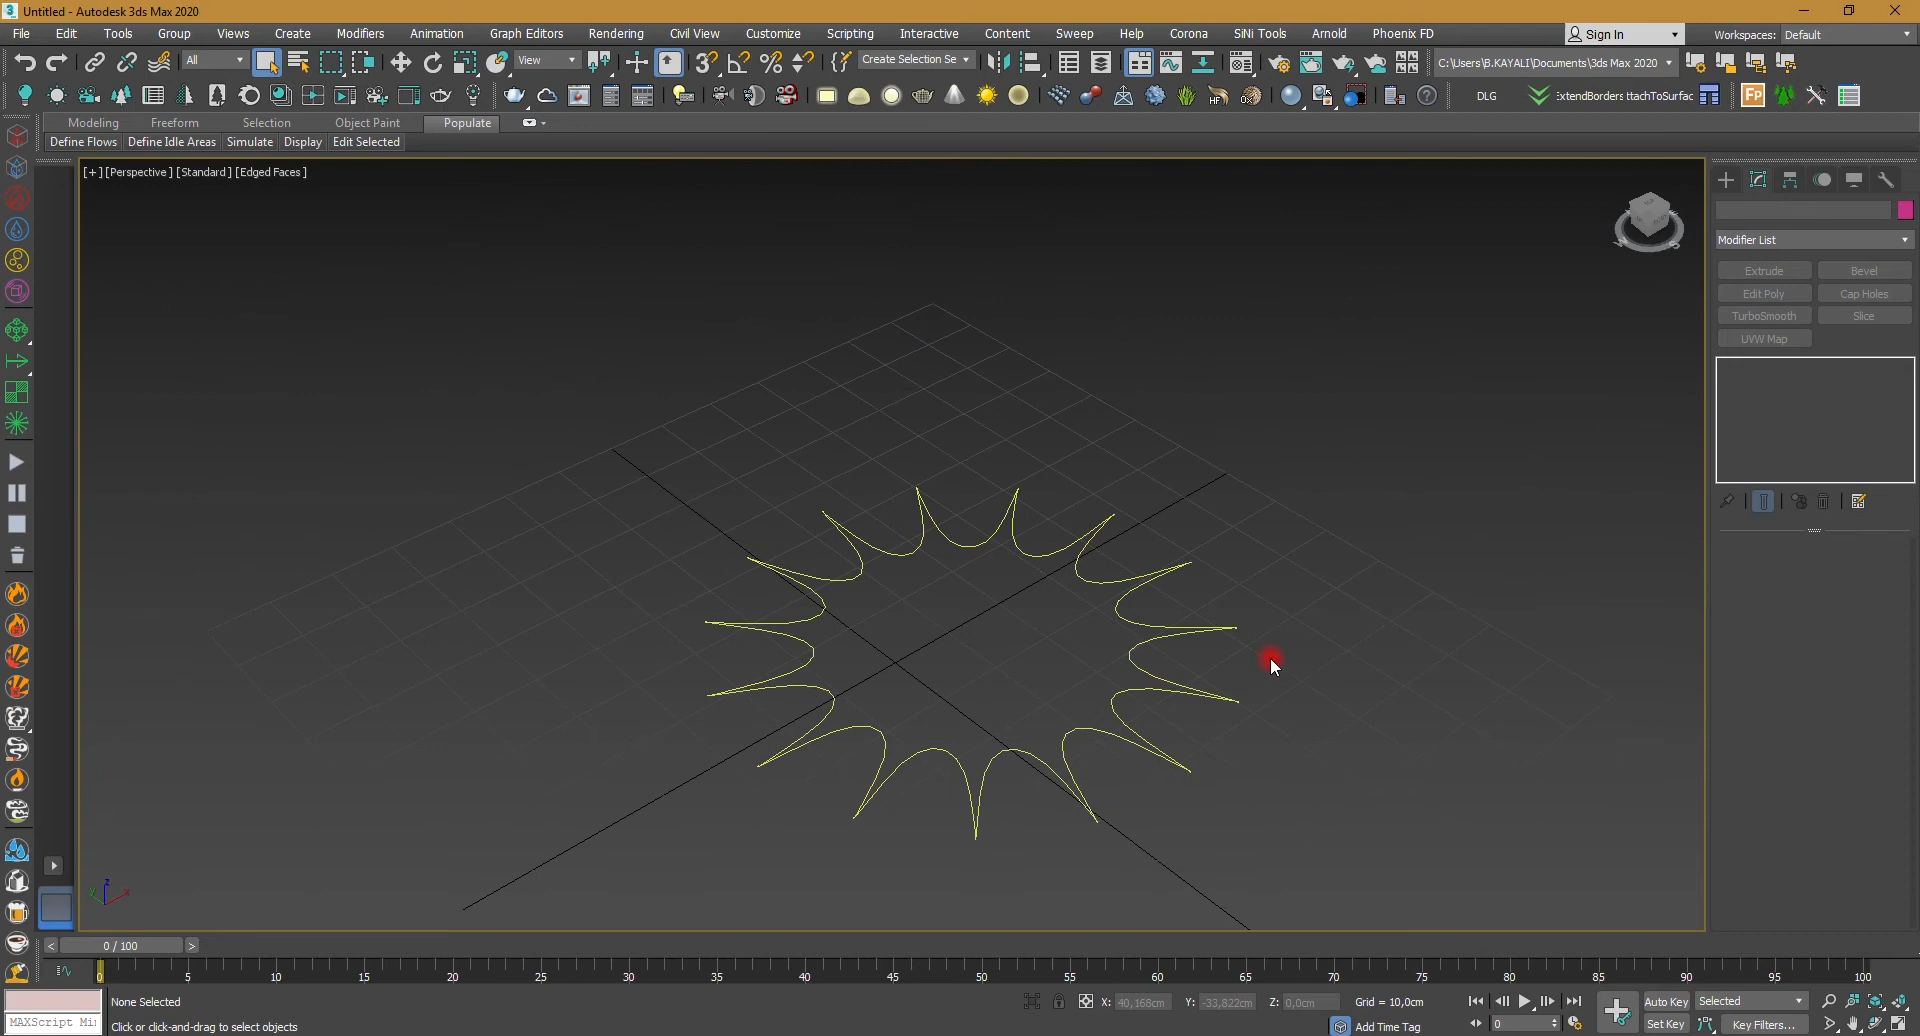 Untitled - Autodesk 3ds Max 2020
File Edit Tools Group Views Create Modifiers Animation Graph Editors Rendering Civil View Customize Scripting Interactive Content Sweep Help Corona SiNi Tools Arnold Phoenix FD Sign In Workspaces: Default
All View Create Selection Se C:\Users\B.KAYALI\Documents\3ds Max 2020
DLG :xtendBorders ttachToSurfac FP
Modeling Freeform Selection Object Paint Populate
Define Flows Define Idle Areas Simulate Display Edit Selected
[+] [Perspective ] [Standard ] [Edged Faces ]
Modifier List
Extrude Bevel
Edit Poly Cap Holes
TurboSmooth Slice
UVW Map
z
y x
< 0 / 100 >
0 5 10 15 20 25 30 35 40 45 50 55 60 65 70 75 80 85 90 95 100
None Selected X: 40,168cm Y: -33,822cm Z: 0,0cm Grid = 10,0cm Auto Key Selected
MAXScript Mi Click or click-and-drag to select objects Add Time Tag 0 Set Key Key Filters...